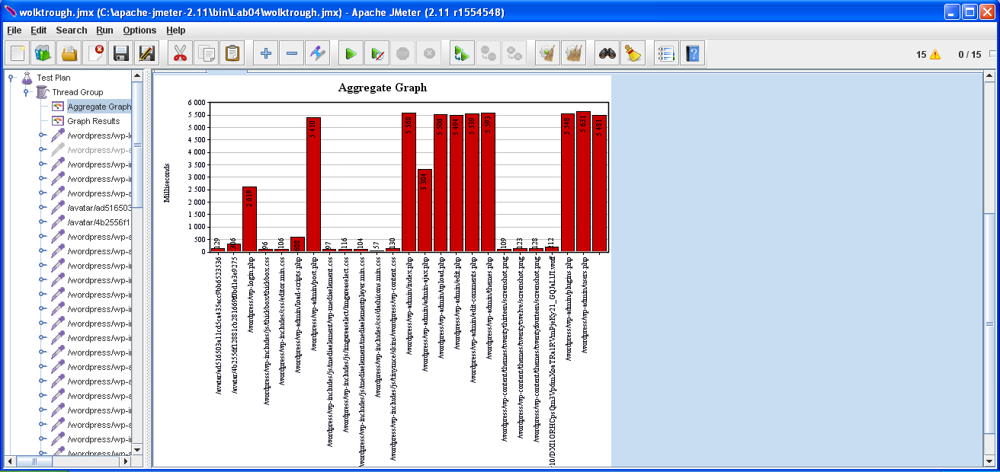 wolktrough.jmx (C:\apache-jmeter-2.11\bin\Lab04\wolktrough.jmx) - Apache JMeter (2.11 r1554548)
File Edit Search Run Options Help
15 0 / 15
Test Plan
Thread Group
Aggregate Graph
Graph Results
/wordpress/wp-l
/wordpress/wp-a
/wordpress/wp-i
/wordpress/wp-i
/wordpress/wp-a
/avatar/ad516503
/avatar/4b2556f1
/wordpress/wp-a
/wordpress/wp-a
/wordpress/wp-i
/wordpress/wp-i
/wordpress/wp-a
/wordpress/wp-i
/wordpress/wp-i
/wordpress/wp-i
/wordpress/wp-i
/wordpress/wp-a
/wordpress/wp-a
/wordpress/wp-a
/wordpress/wp-i
/wordpress/wp-a
/wordpress/wp-i
/wordpress/wp-a
Aggregate Graph
Milliseconds
6 000
5 500
5 000
4 500
4 000
3 500
3 000
2 500
2 000
1 500
1 000
500
0
129
306
2 619
96
106
608
5 410
97
116
104
57
130
5 568
3 304
5 506
5 494
5 539
5 592
109
123
128
212
5 548
5 631
5 481
/avatar/ad516503a11cd5ca435acc9bb6523536
/avatar/4b2556f12881cb281669f0bd1e3e9275
/wordpress/wp-login.php
/wordpress/wp-includes/js/thickbox/thickbox.css
/wordpress/wp-includes/css/editor.min.css
/wordpress/wp-admin/load-scripts.php
/wordpress/wp-admin/post.php
/wordpress/wp-includes/js/mediaelement/wp-mediaelement.css
/wordpress/wp-includes/js/imgareaselect/imgareaselect.css
/wordpress/wp-includes/js/mediaelement/mediaelementplayer.min.css
/wordpress/wp-includes/css/dashicons.min.css
/wordpress/wp-includes/js/tinymce/skins/wordpress/wp-content.css
/wordpress/wp-admin/index.php
/wordpress/wp-admin/admin-ajax.php
/wordpress/wp-admin/upload.php
/wordpress/wp-admin/edit.php
/wordpress/wp-admin/edit-comments.php
/wordpress/wp-admin/themes.php
/wordpress/wp-content/themes/twentythirteen/screenshot.png
/wordpress/wp-content/themes/twentytwelve/screenshot.png
/wordpress/wp-content/themes/twentyfourteen/screenshot.png
/wordpress/wp-admin/plugins.php
/wordpress/wp-admin/users.php